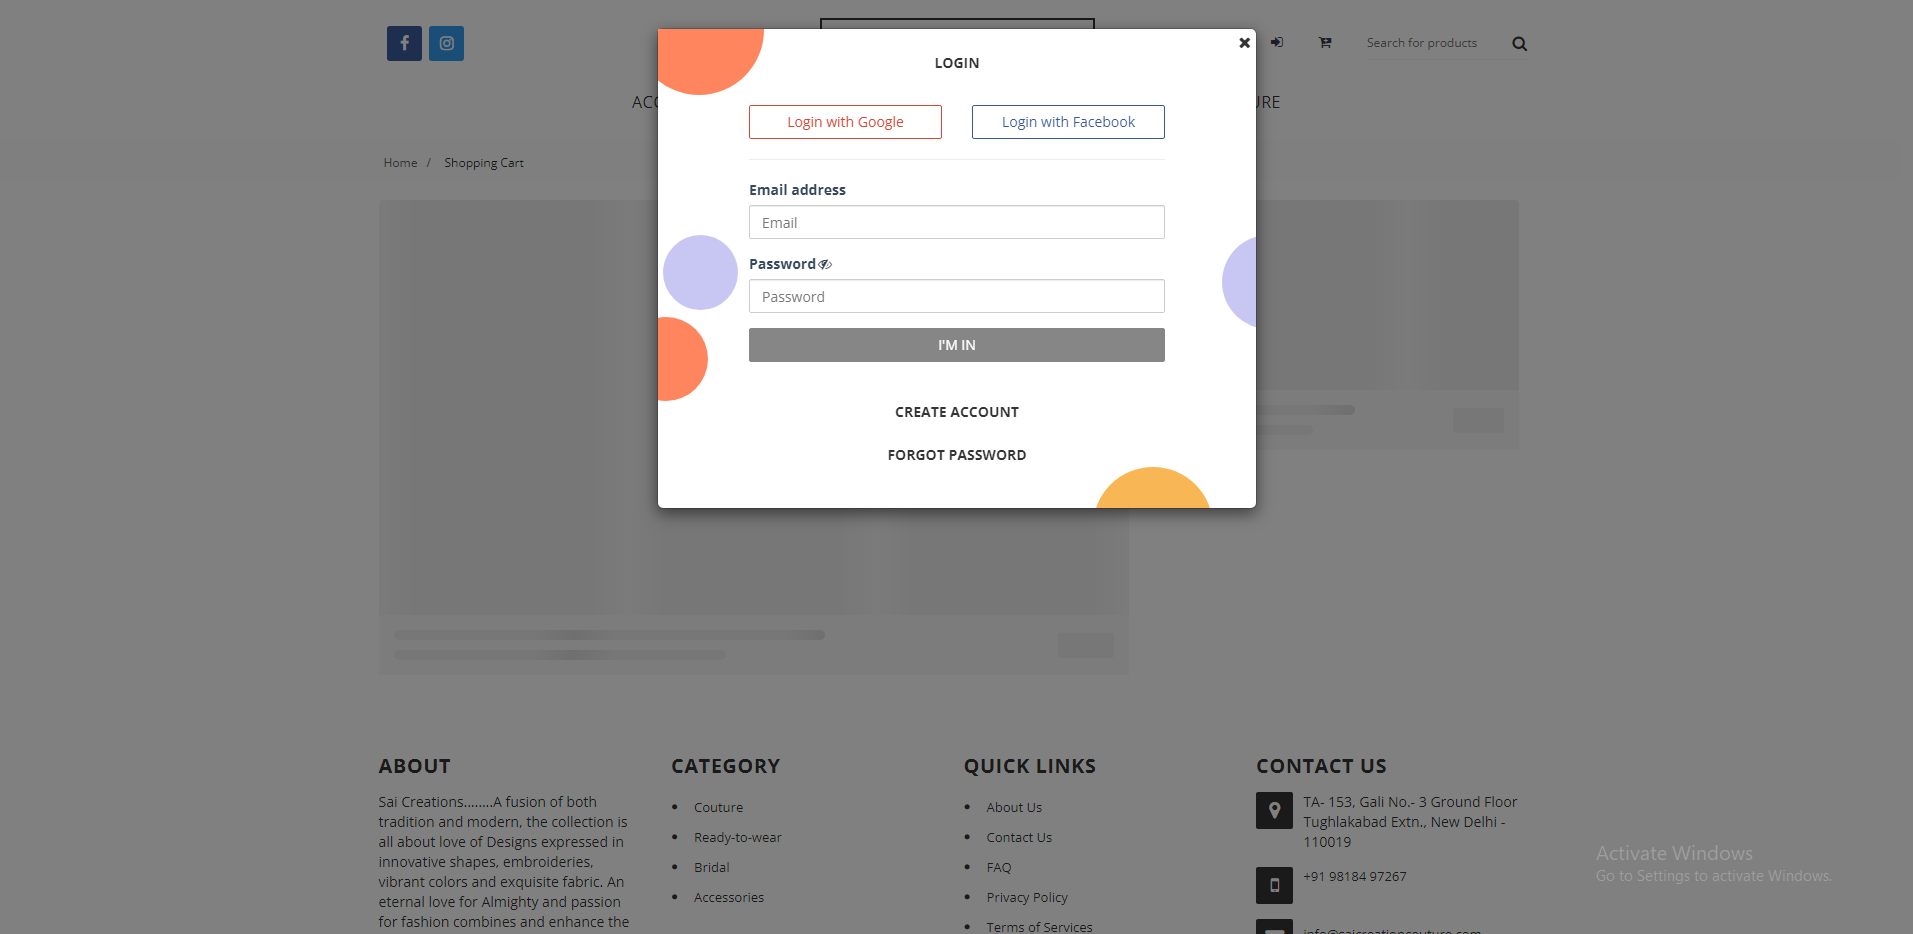 Search for products
LOGIN
Login with Google
Login with Facebook
Home / Shopping Cart
Email address
Email
Password
Password
I'M IN
CREATE ACCOUNT
FORGOT PASSWORD
ABOUT
Sai Creations........A fusion of both
tradition and modern, the collection is
all about love of Designs expressed in
innovative shapes, embroideries,
vibrant colors and exquisite fabric. An
eternal love for Almighty and passion
for fashion combines and enhance the
CATEGORY
Couture
Ready-to-wear
Bridal
Accessories
QUICK LINKS
About Us
Contact Us
FAQ
Privacy Policy
Terms of Services
CONTACT US
TA- 153, Gali No.- 3 Ground Floor
Tughlakabad Extn., New Delhi -
110019
+91 98184 97267
Activate Windows
Go to Settings to activate Windows.